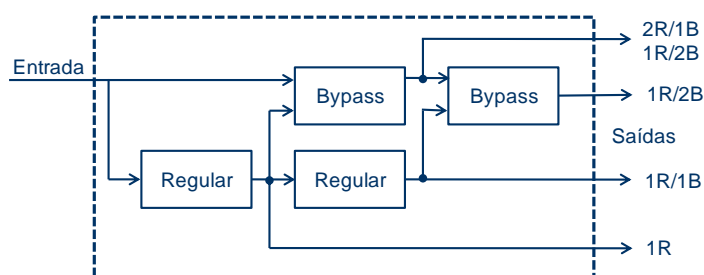 2R/1B
1R/2B
Entrada
Bypass
Bypass
1R/2B
Saídas
Regular
Regular
1R/1B
1R